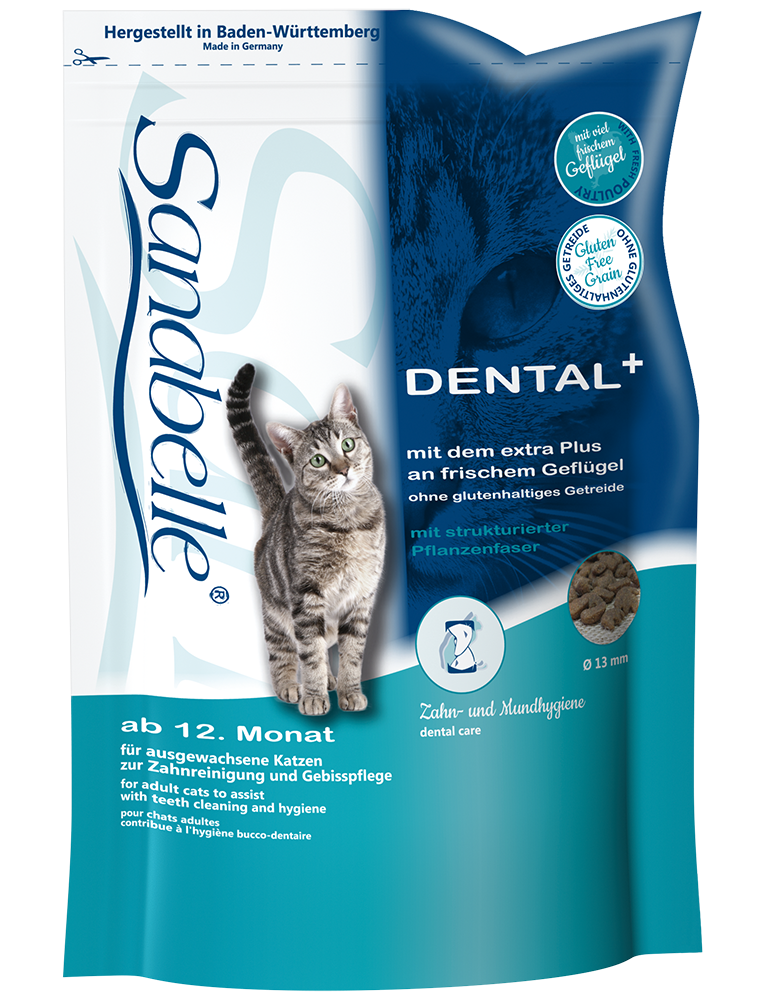 Hergestellt in Baden-Württemberg
Made in Germany
Sanabelle®
mit viel
frischem
Geflügel
WITH FRESH POULTRY
OHNE GLUTENHALTIGES GETREIDE
Gluten
Free
Grain
DENTAL+
mit dem extra Plus
an frischem Geflügel
ohne glutenhaltiges Getreide
mit strukturierter
Pflanzenfaser
Ø 13 mm
Zahn- und Mundhygiene
dental care
ab 12. Monat
für ausgewachsene Katzen
zur Zahnreinigung und Gebisspflege
for adult cats to assist
with teeth cleaning and hygiene
pour chats adultes
contribue à l'hygiène bucco-dentaire